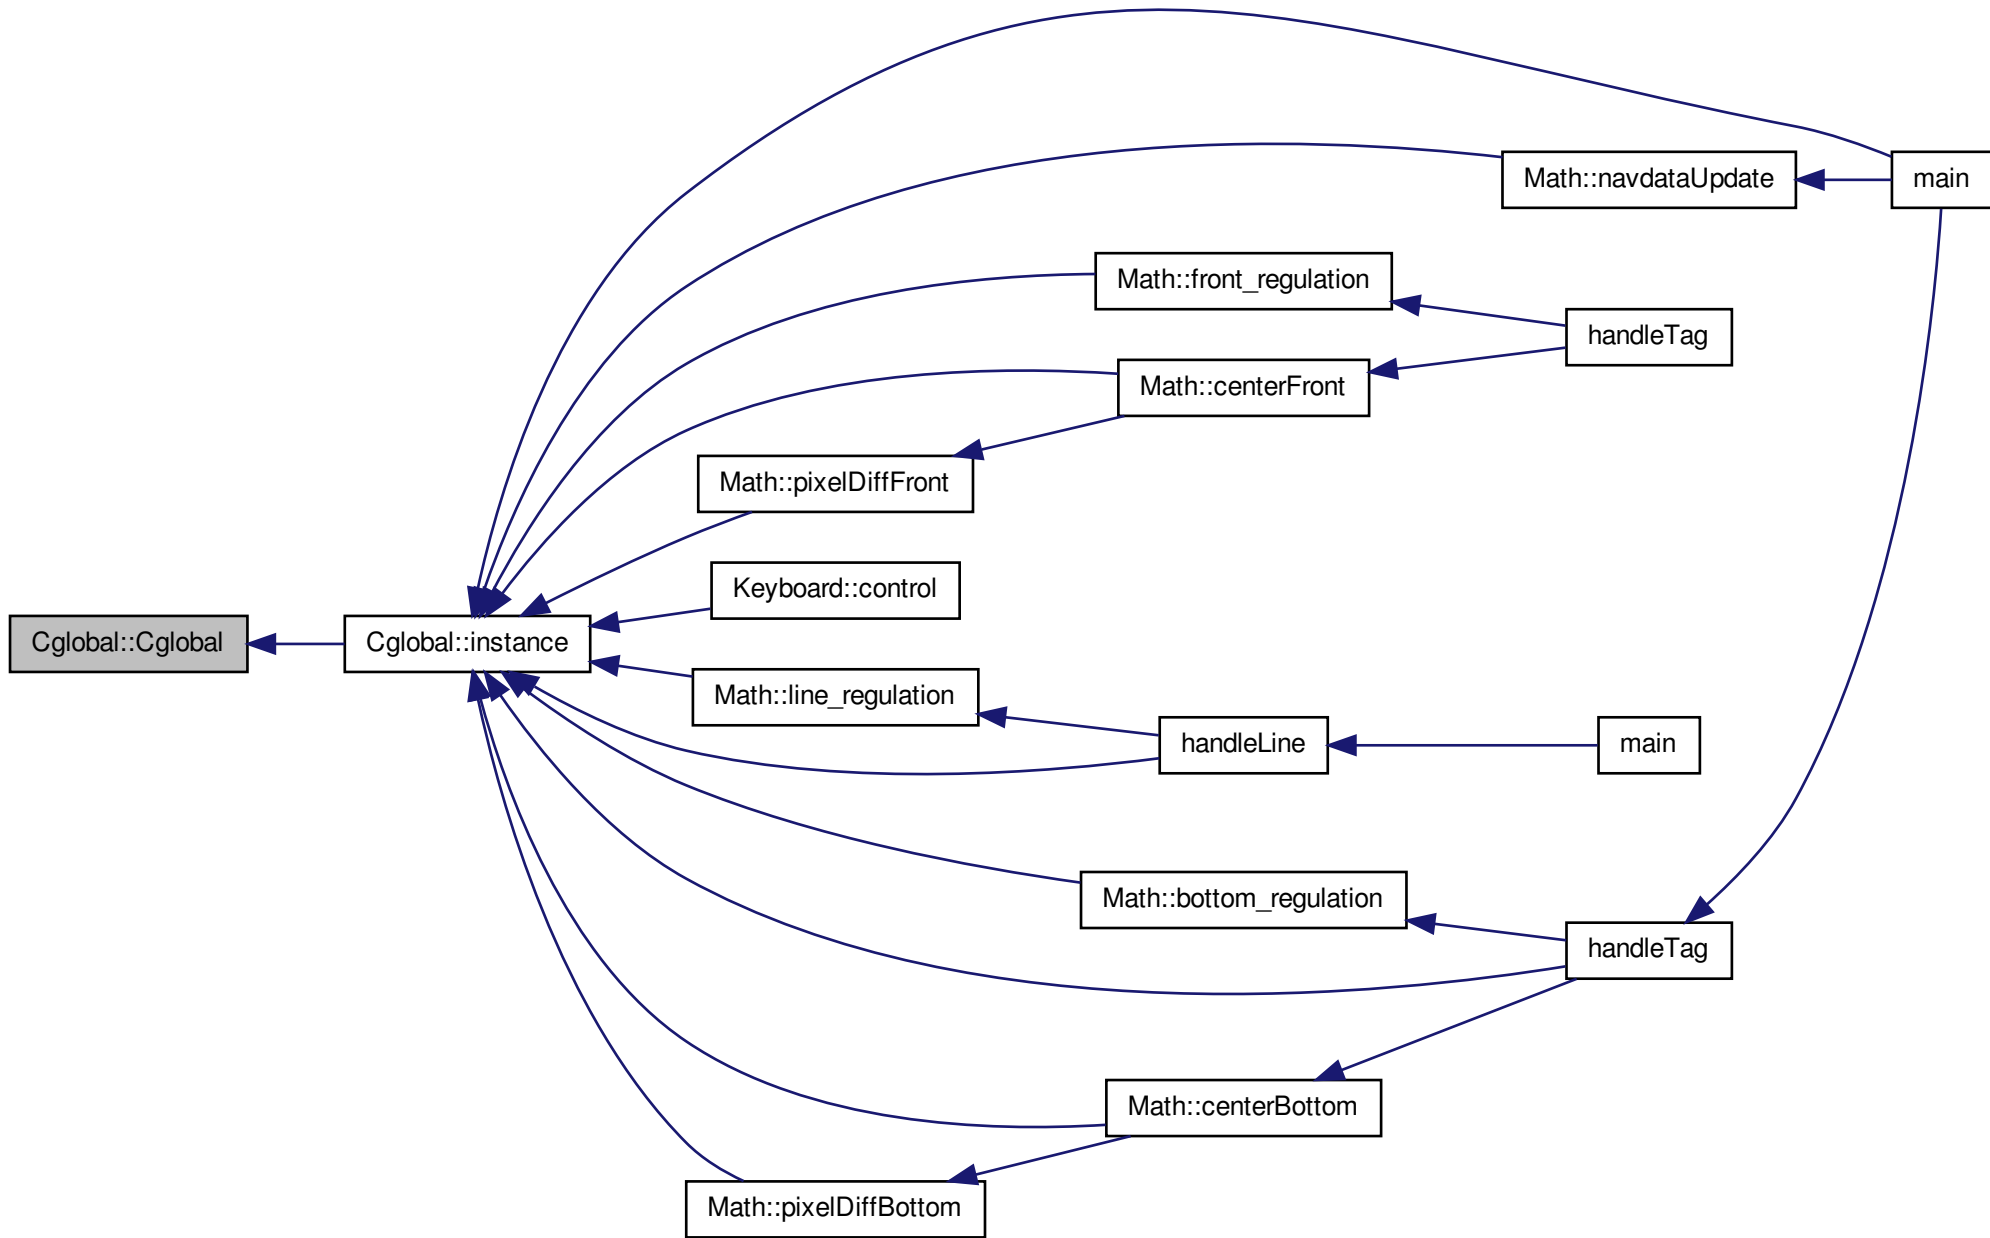 main
Math::navdataUpdate
Math::front_regulation
handleTag
Math::centerFront
Math::pixelDiffFront
Keyboard::control
Cglobal::Cglobal
Cglobal::instance
Math::line_regulation
handleLine
main
Math::bottom_regulation
handleTag
Math::centerBottom
Math::pixelDiffBottom